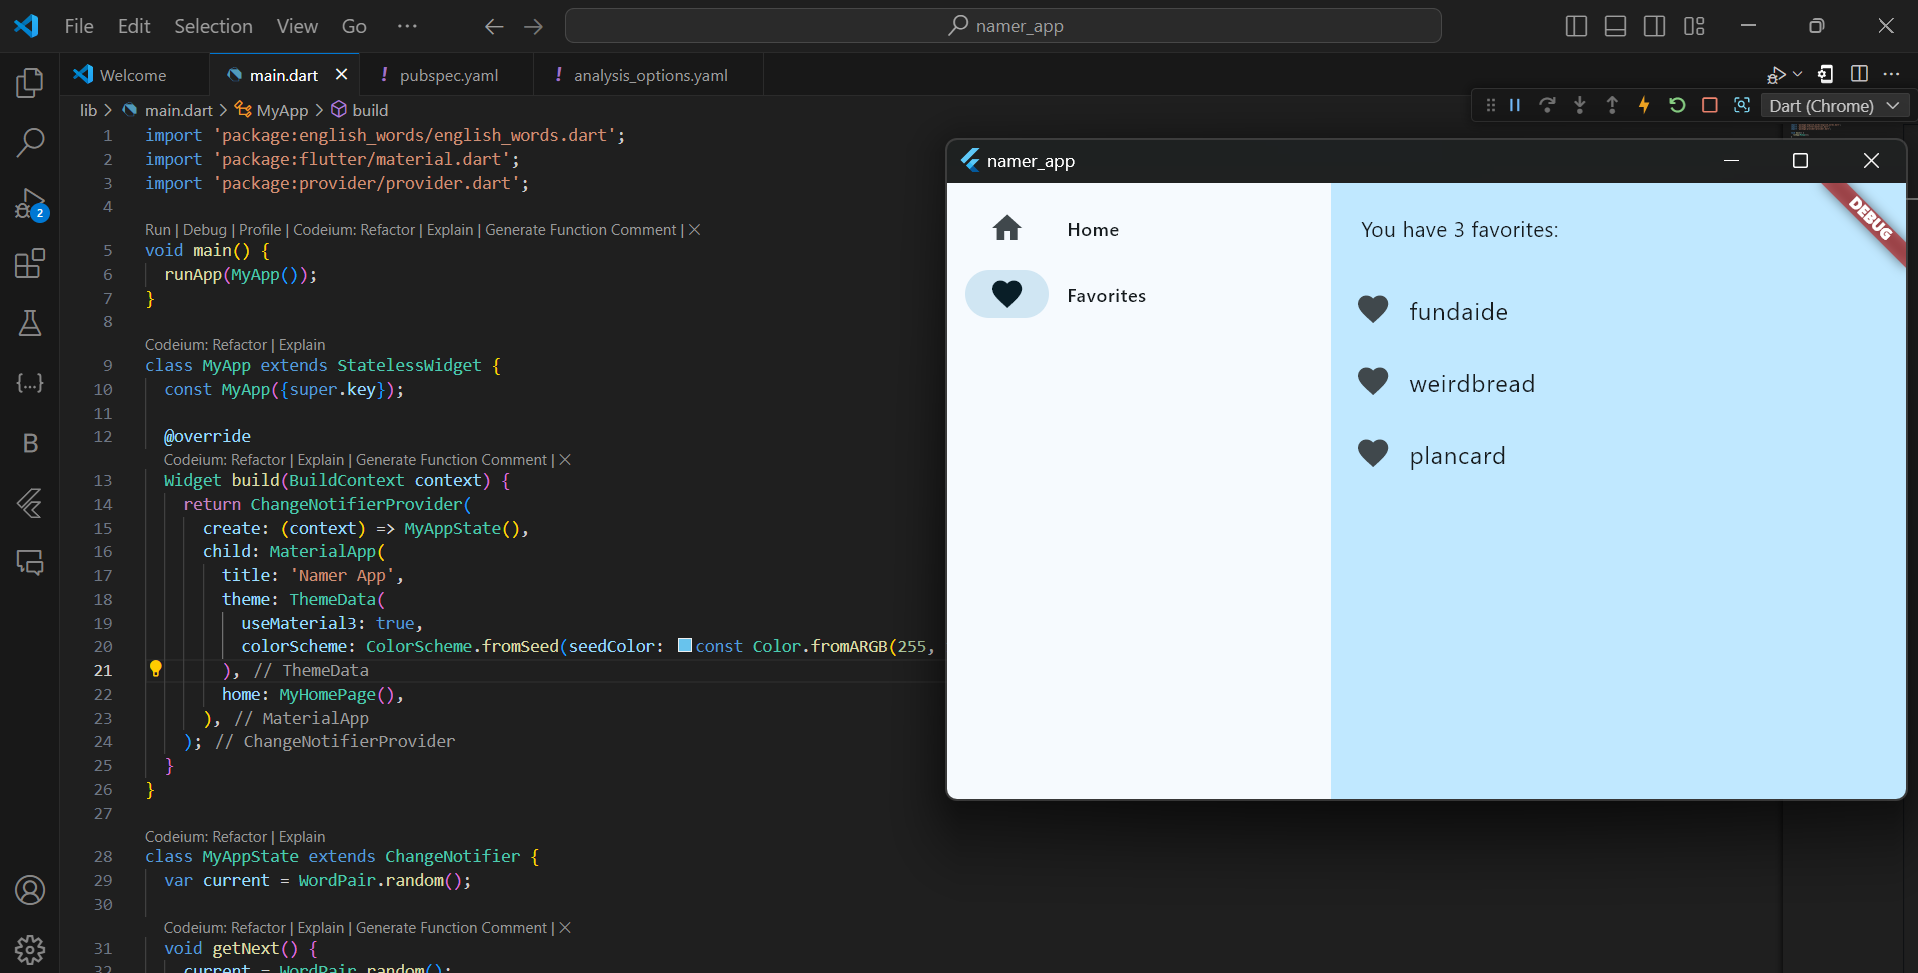 File Edit Selection View Go ···
namer_app
Welcome
main.dart
pubspec.yaml
analysis_options.yaml
2
lib > main.dart > MyApp > build
Dart (Chrome)
1 import 'package:english_words/english_words.dart';
2 import 'package:flutter/material.dart';
3 import 'package:provider/provider.dart';
4
Run | Debug | Profile | Codeium: Refactor | Explain | Generate Function Comment | ×
5 void main() {
6 runApp(MyApp());
7 }
8
Codeium: Refactor | Explain
9 class MyApp extends StatelessWidget {
10 const MyApp({super.key});
11
12 @override
Codeium: Refactor | Explain | Generate Function Comment | ×
13 Widget build(BuildContext context) {
14 return ChangeNotifierProvider(
15 create: (context) => MyAppState(),
16 child: MaterialApp(
17 title: 'Namer App',
18 theme: ThemeData(
19 useMaterial3: true,
20 colorScheme: ColorScheme.fromSeed(seedColor: const Color.fromARGB(255,
21 ), // ThemeData
22 home: MyHomePage(),
23 ), // MaterialApp
24 ); // ChangeNotifierProvider
25 }
26 }
27
Codeium: Refactor | Explain
28 class MyAppState extends ChangeNotifier {
29 var current = WordPair.random();
30
Codeium: Refactor | Explain | Generate Function Comment | ×
31 void getNext() {
32 current = WordPair.random();
namer_app
Home
Favorites
You have 3 favorites:
fundaide
weirdbread
plancard
DEBUG
B